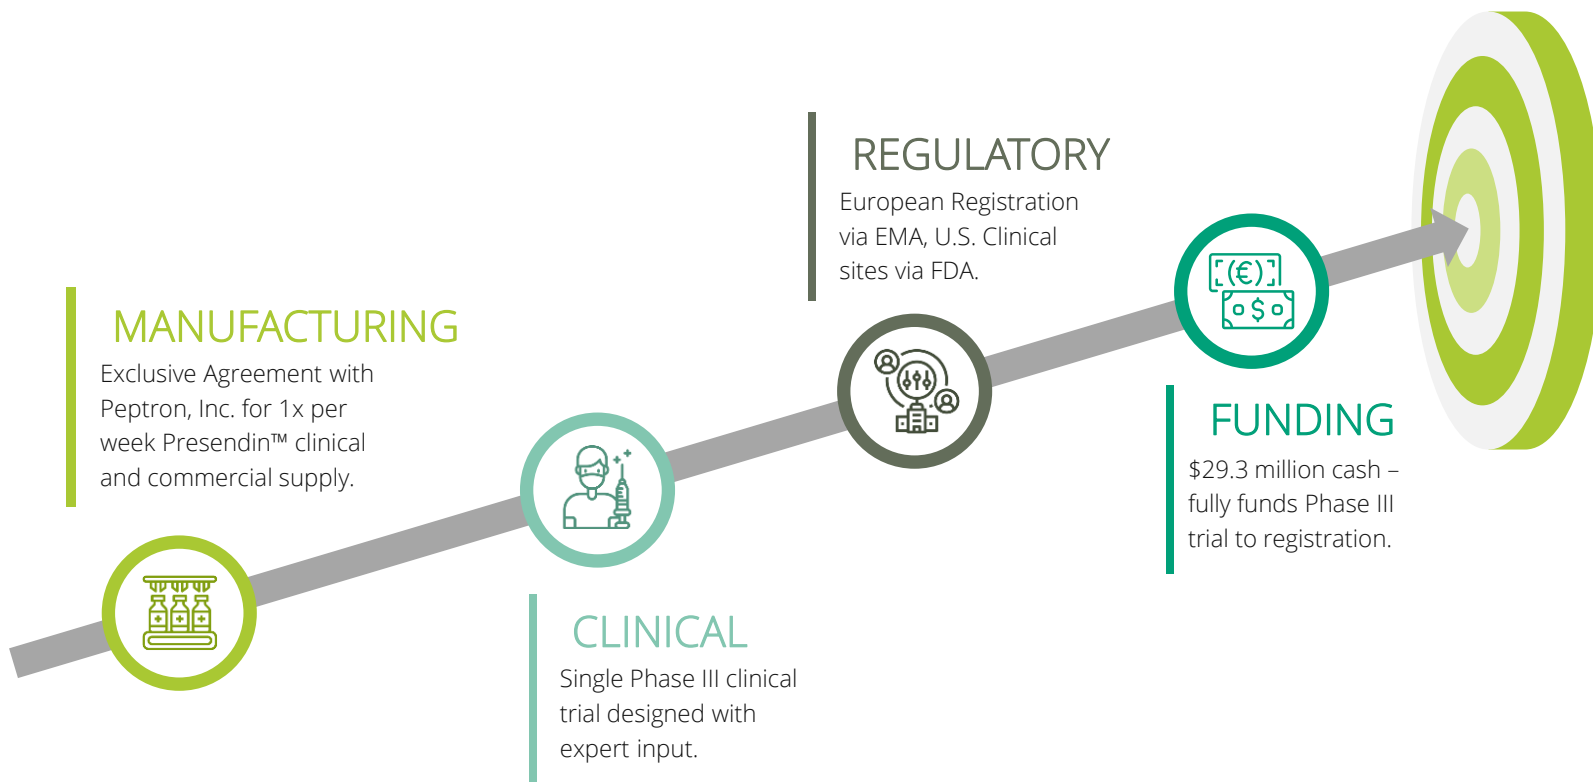 MANUFACTURING
Exclusive Agreement with
Peptron, Inc. for 1x per
week Presendin™ clinical
and commercial supply.
CLINICAL
Single Phase III clinical
trial designed with
expert input.
REGULATORY
European Registration
via EMA, U.S. Clinical
sites via FDA.
(€)
$
FUNDING
$29.3 million cash –
fully funds Phase III
trial to registration.